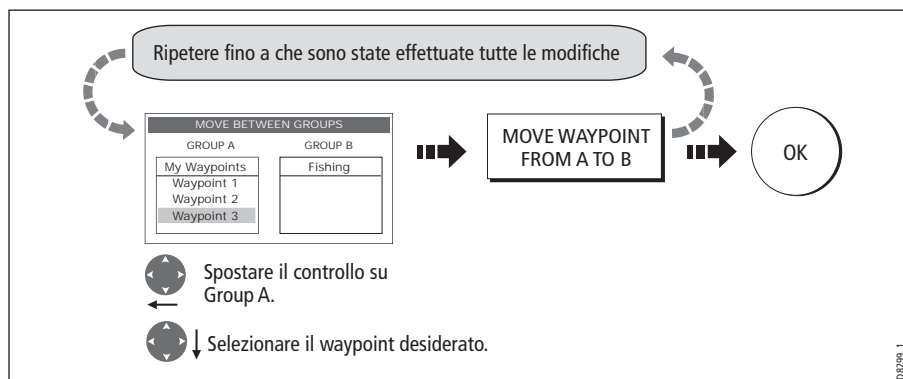 Ripetere fino a che sono state effettuate tutte le modifiche
MOVE BETWEEN GROUPS
GROUP A GROUP B
My Waypoints Fishing
Waypoint 1
Waypoint 2
Waypoint 3
MOVE WAYPOINT
FROM A TO B
OK
Spostare il controllo su
Group A.
Selezionare il waypoint desiderato.
D8299_1